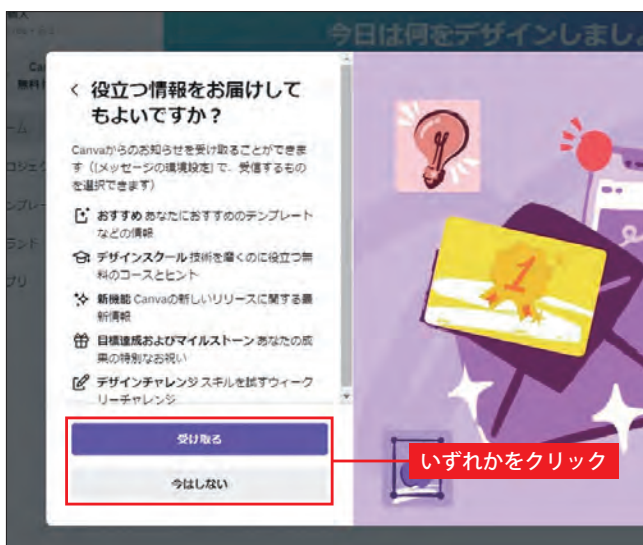 今日は何をデザインしまし
< 役立つ情報をお届けして
もよいですか？
Canvaからのお知らせを受け取ることができま
す（[メッセージの環境設定] で、受信するもの
を選択できます）
おすすめ あなたにおすすめのテンプレート
などの情報
デザインスクール 技術を磨くのに役立つ無
料のコースとヒント
新機能 Canvaの新しいリリースに関する最
新情報
目標達成およびマイルストーン あなたの成
果の特別なお祝い
デザインチャレンジ スキルを試すウィーク
リーチャレンジ
1
受け取る
いずれかをクリック
今はしない